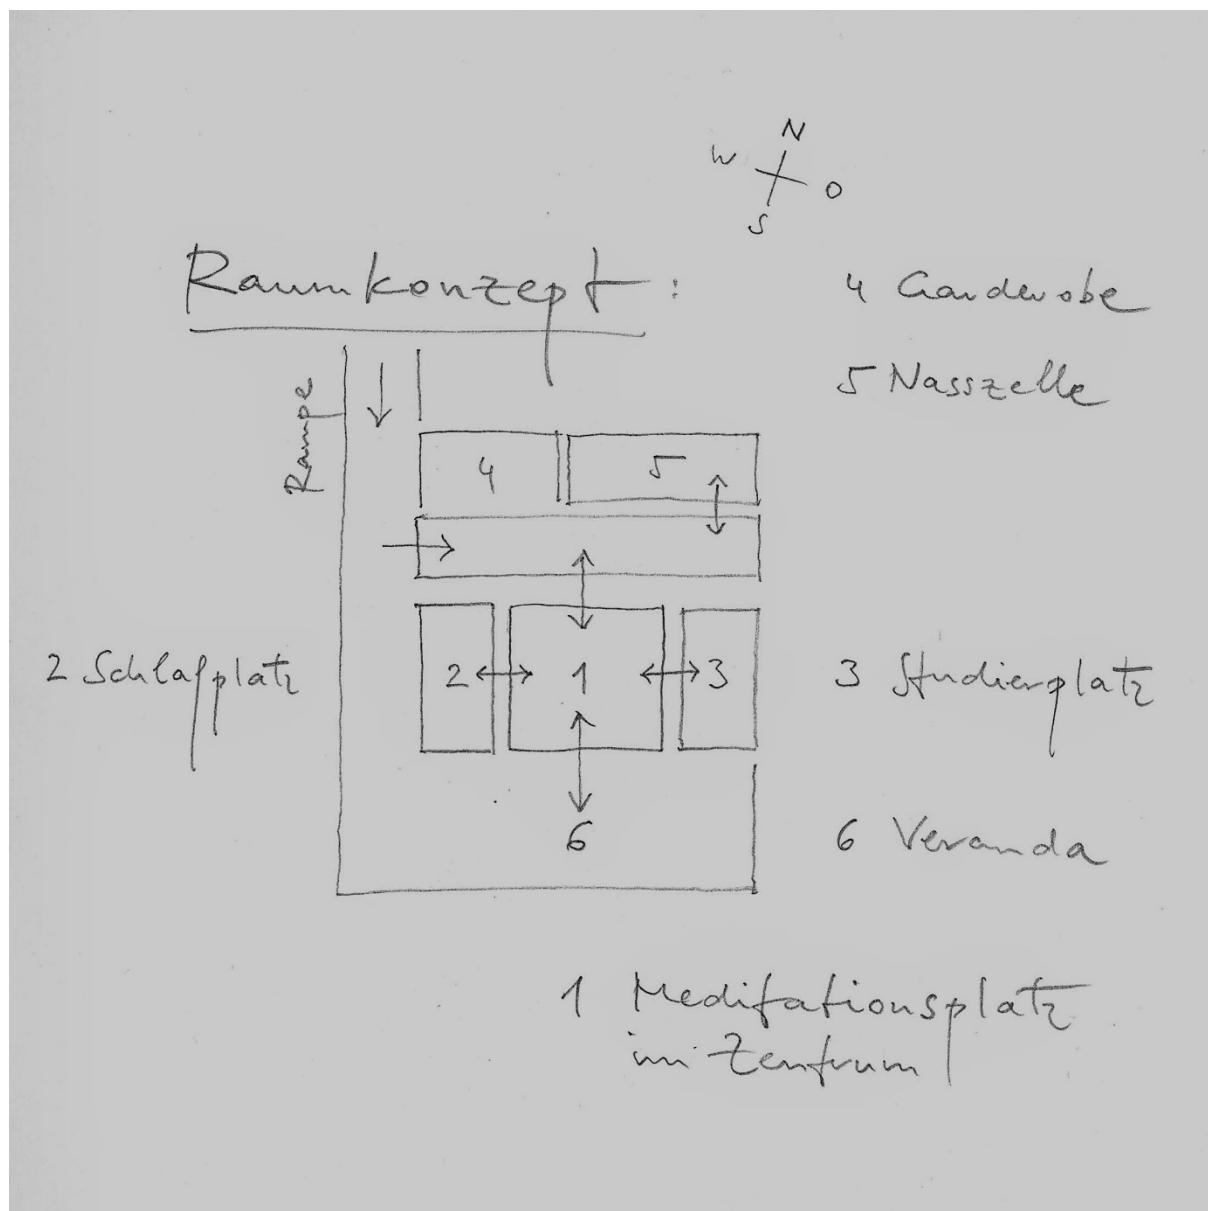 N
W
O
S
Raumkonzept:
4 Garderobe
5 Nasszelle
Rampe
4
5
2 Schlafplatz
2
1
3
3 Studierplatz
6
6 Veranda
1 Meditationsplatz
im Zentrum